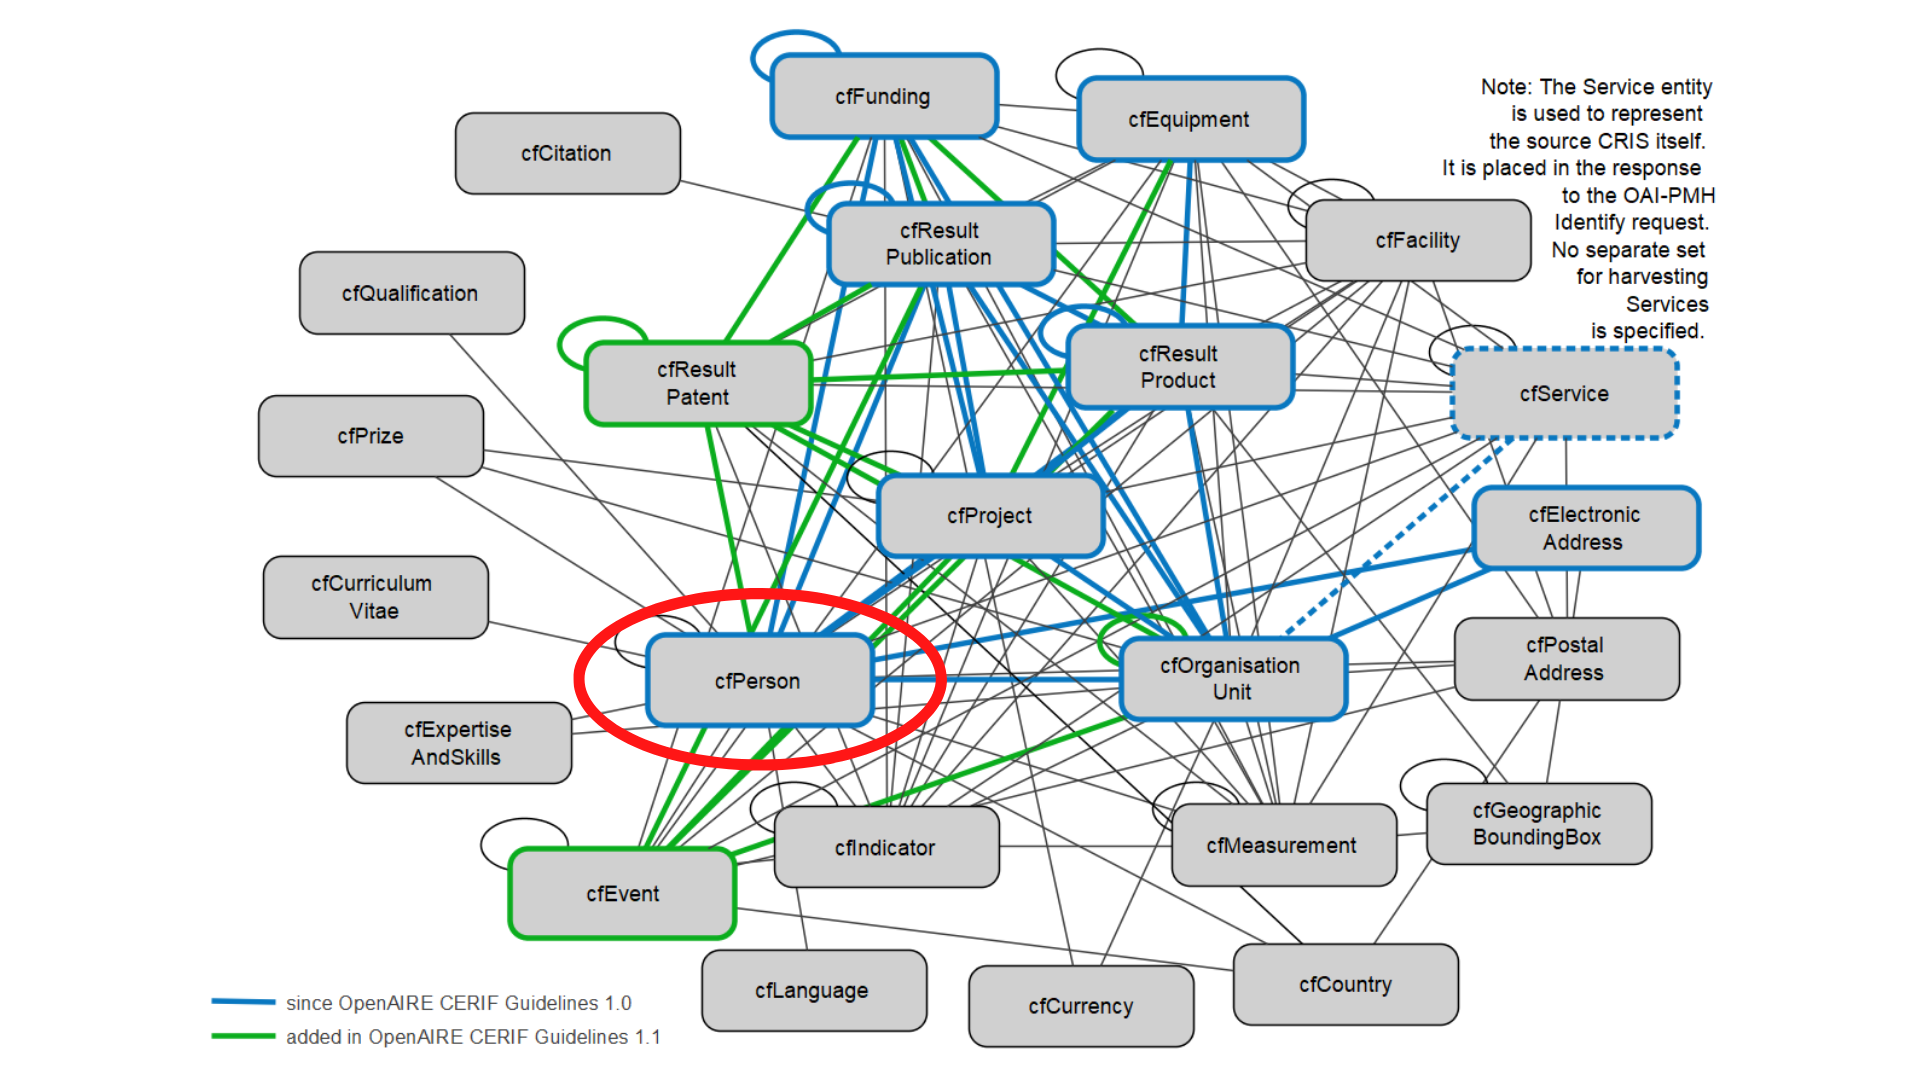 cfFunding
cfEquipment
Note: The Service entity
is used to represent
the source CRIS itself.
It is placed in the response
to the OAI-PMH
Identify request.
No separate set
for harvesting
Services
is specified.
cfCitation
cfResult
Publication
cfFacility
cfQualification
cfResult
Patent
cfResult
Product
cfService
cfPrize
cfProject
cfElectronic
Address
cfCurriculum
Vitae
cfPerson
cfOrganisation
Unit
cfPostal
Address
cfExpertise
AndSkills
cfIndicator
cfMeasurement
cfGeographic
BoundingBox
cfEvent
cfLanguage
cfCurrency
cfCountry
since OpenAIRE CERIF Guidelines 1.0
added in OpenAIRE CERIF Guidelines 1.1